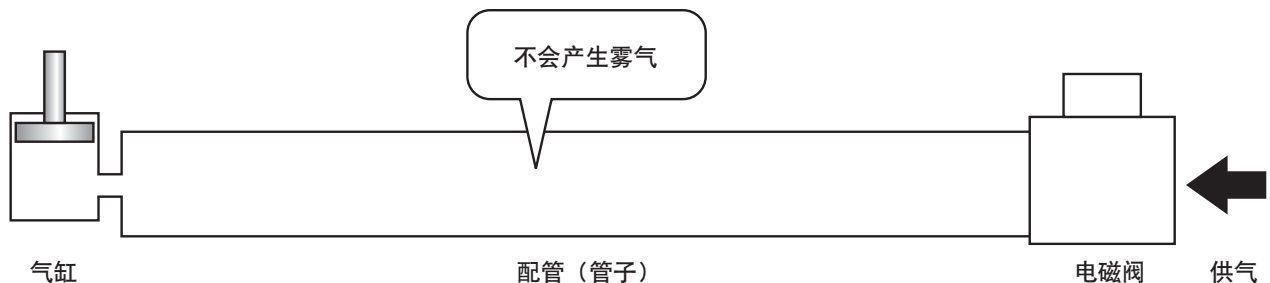 不会产生雾气
气缸
配管（管子）
电磁阀
供气